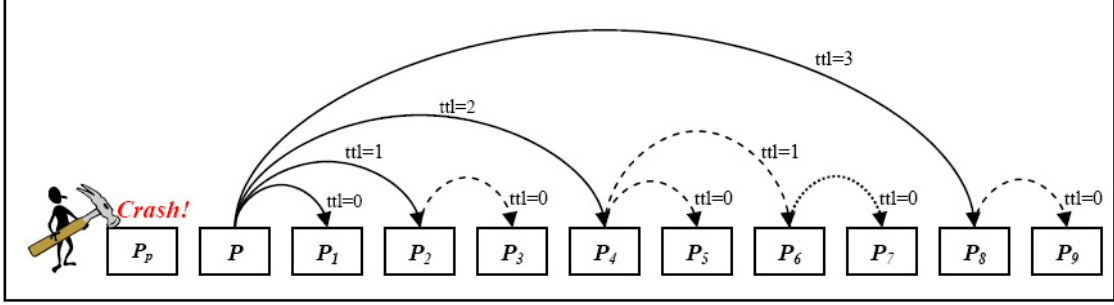 ttl=3
ttl=2
ttl=1
ttl=1
Crash!
ttl=0
ttl=0
ttl=0
ttl=0
ttl=0
Pp
P
P1
P2
P3
P4
P5
P6
P7
P8
P9